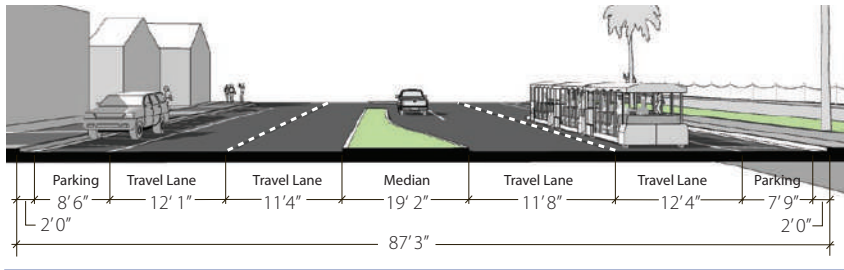 Parking Travel Lane Travel Lane Median Travel Lane Travel Lane Parking
8’6” 12’ 1” 11’4” 19’ 2” 11’8” 12’4” 7’9”
2’0” 2’0”
87’3”